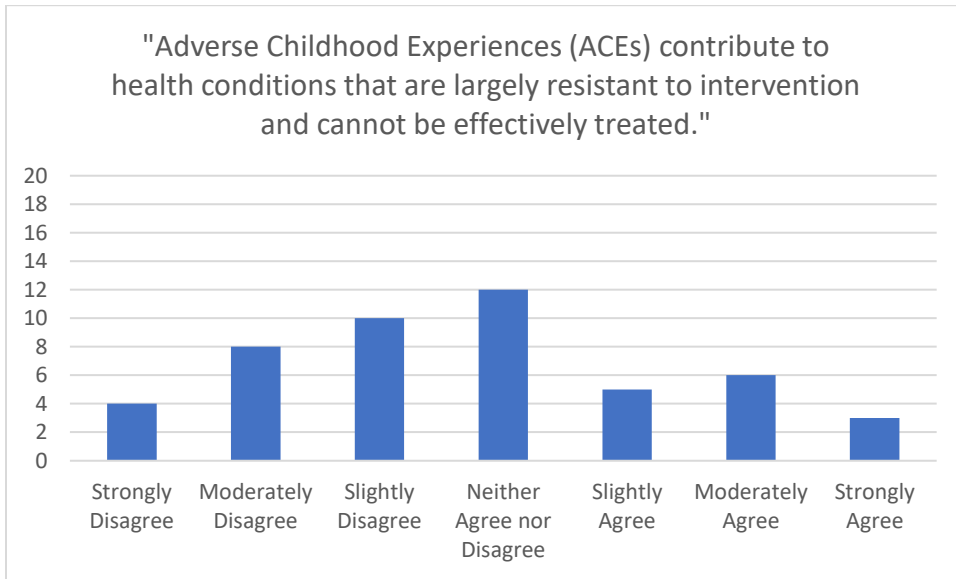 "Adverse Childhood Experiences (ACEs) contribute to
health conditions that are largely resistant to intervention
and cannot be effectively treated."
20
18
16
14
12
10
8
6
4
2
0
Strongly Disagree
Moderately Disagree
Slightly Disagree
Neither Agree nor Disagree
Slightly Agree
Moderately Agree
Strongly Agree